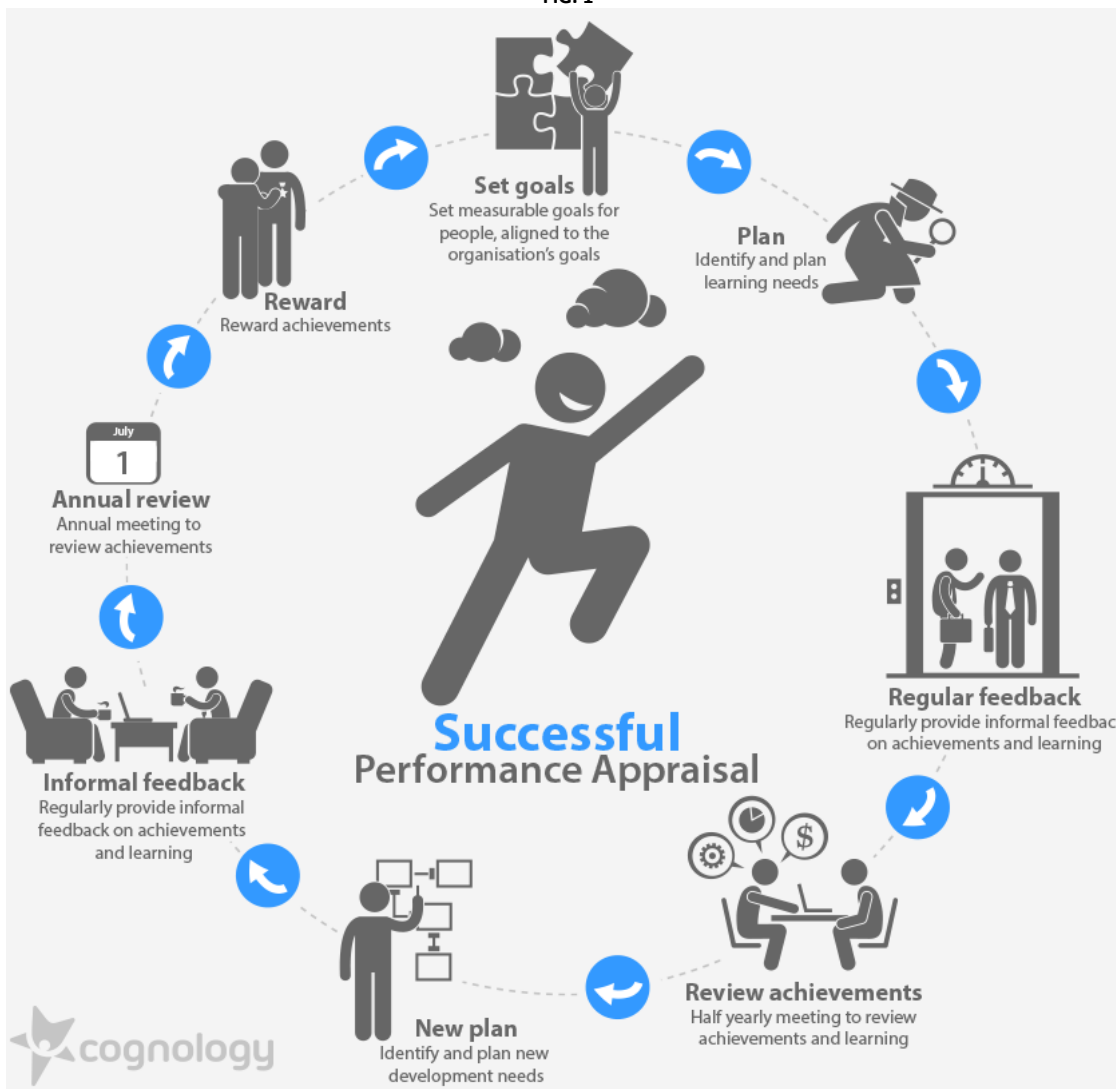 FIG. 1
Set goals
Set measurable goals for
people, aligned to the
organisation's goals
Plan
Identify and plan
learning needs
Regular feedback
Regularly provide informal feedbac
on achievements and learning
Review achievements
Half yearly meeting to review
achievements and learning
New plan
Identify and plan new
development needs
Informal feedback
Regularly provide informal
feedback on achievements
and learning
July
1
Annual review
Annual meeting to
review achievements
Reward
Reward achievements
Successful
Performance Appraisal
$
cognology